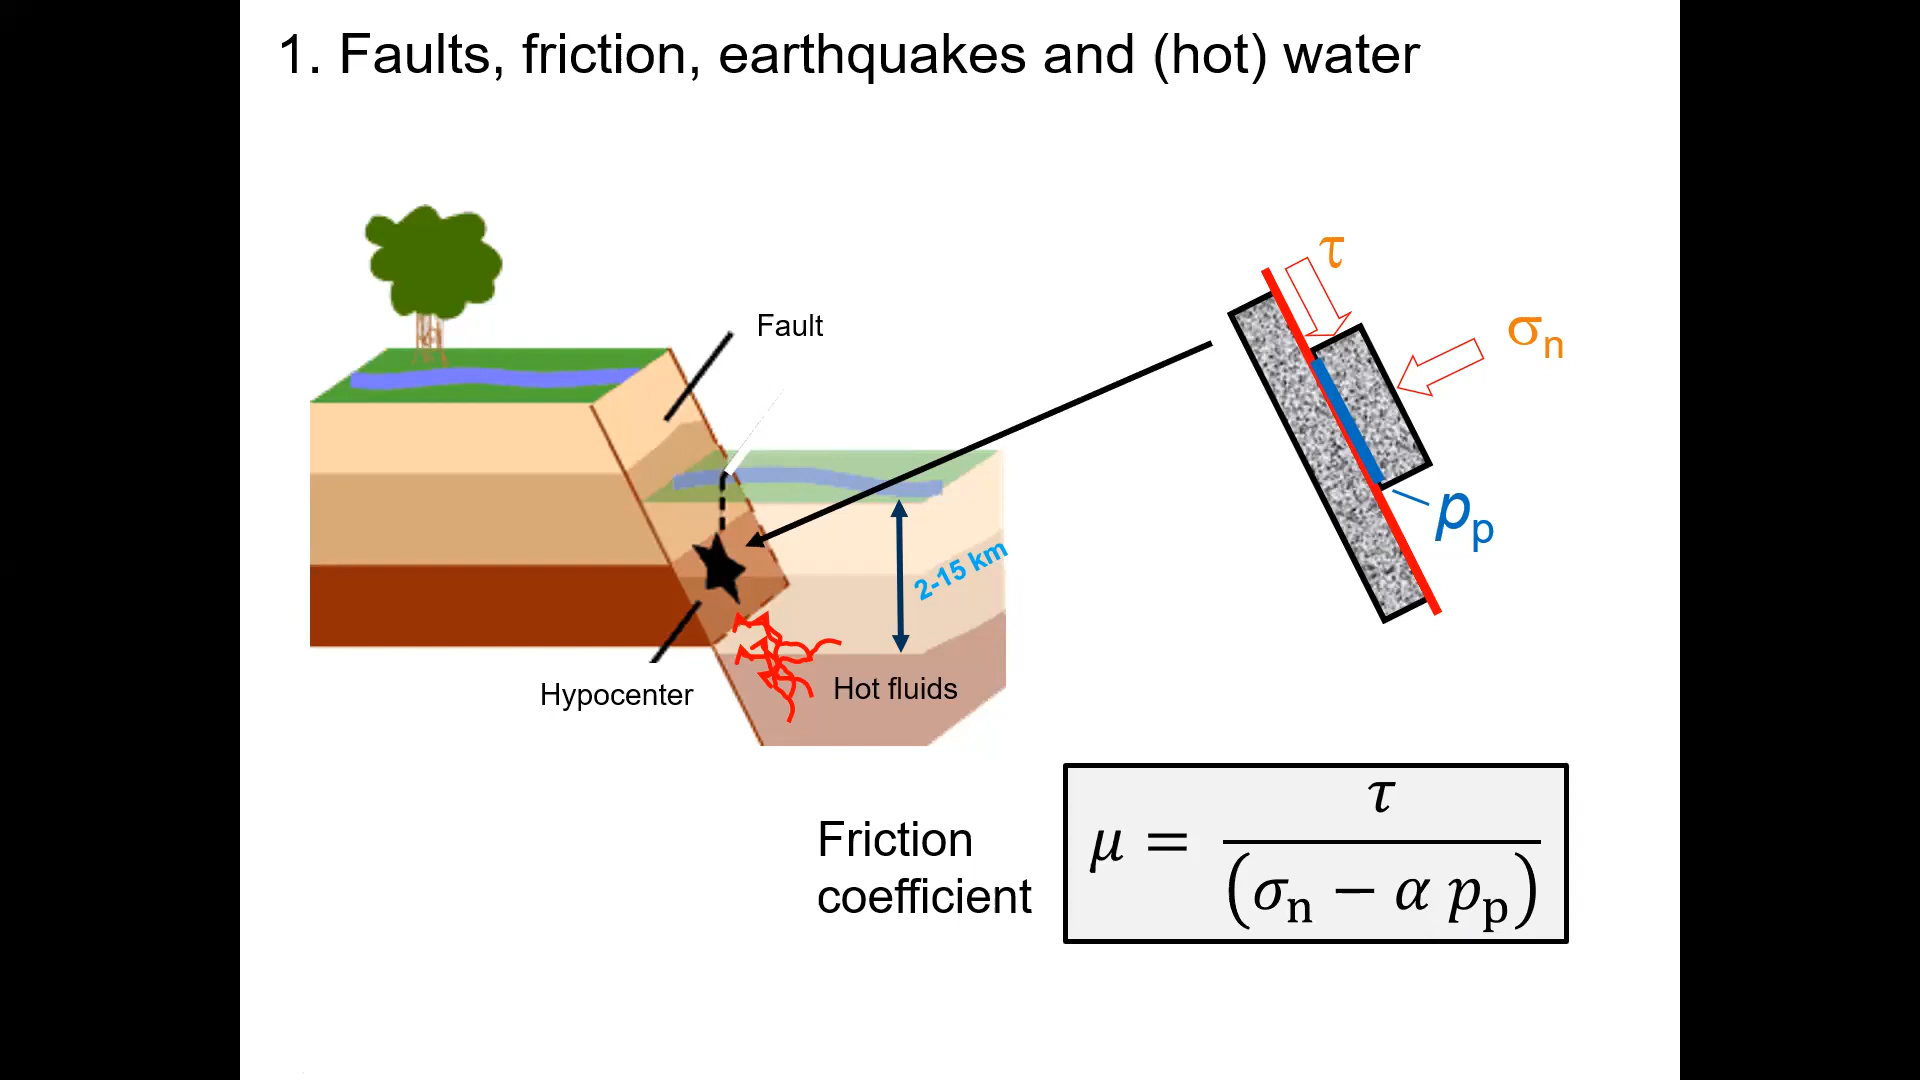 1. Faults, friction, earthquakes and (hot) water
Fault
τ
σn
pp
2-15 km
Hypocenter
Hot fluids
Friction
coefficient
μ = τ / (σn − α pp)